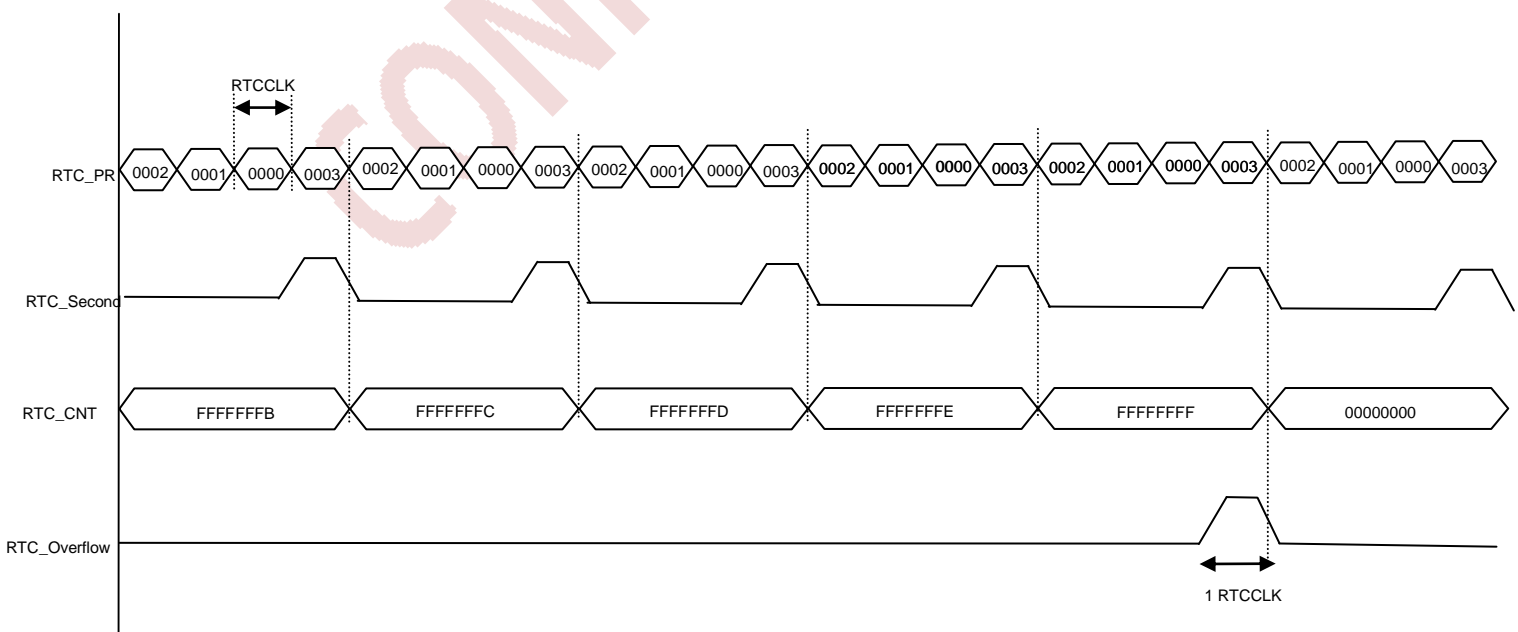 RTCCLK
RTC_PR 0002 0001 0000 0003 0002 0001 0000 0003 0002 0001 0000 0003 0002 0001 0000 0003 0002 0001 0000 0003 0002 0001 0000 0003
RTC_Second
RTC_CNT FFFFFFFB FFFFFFFC FFFFFFFD FFFFFFFE FFFFFFFF 00000000
RTC_Overflow
1 RTCCLK